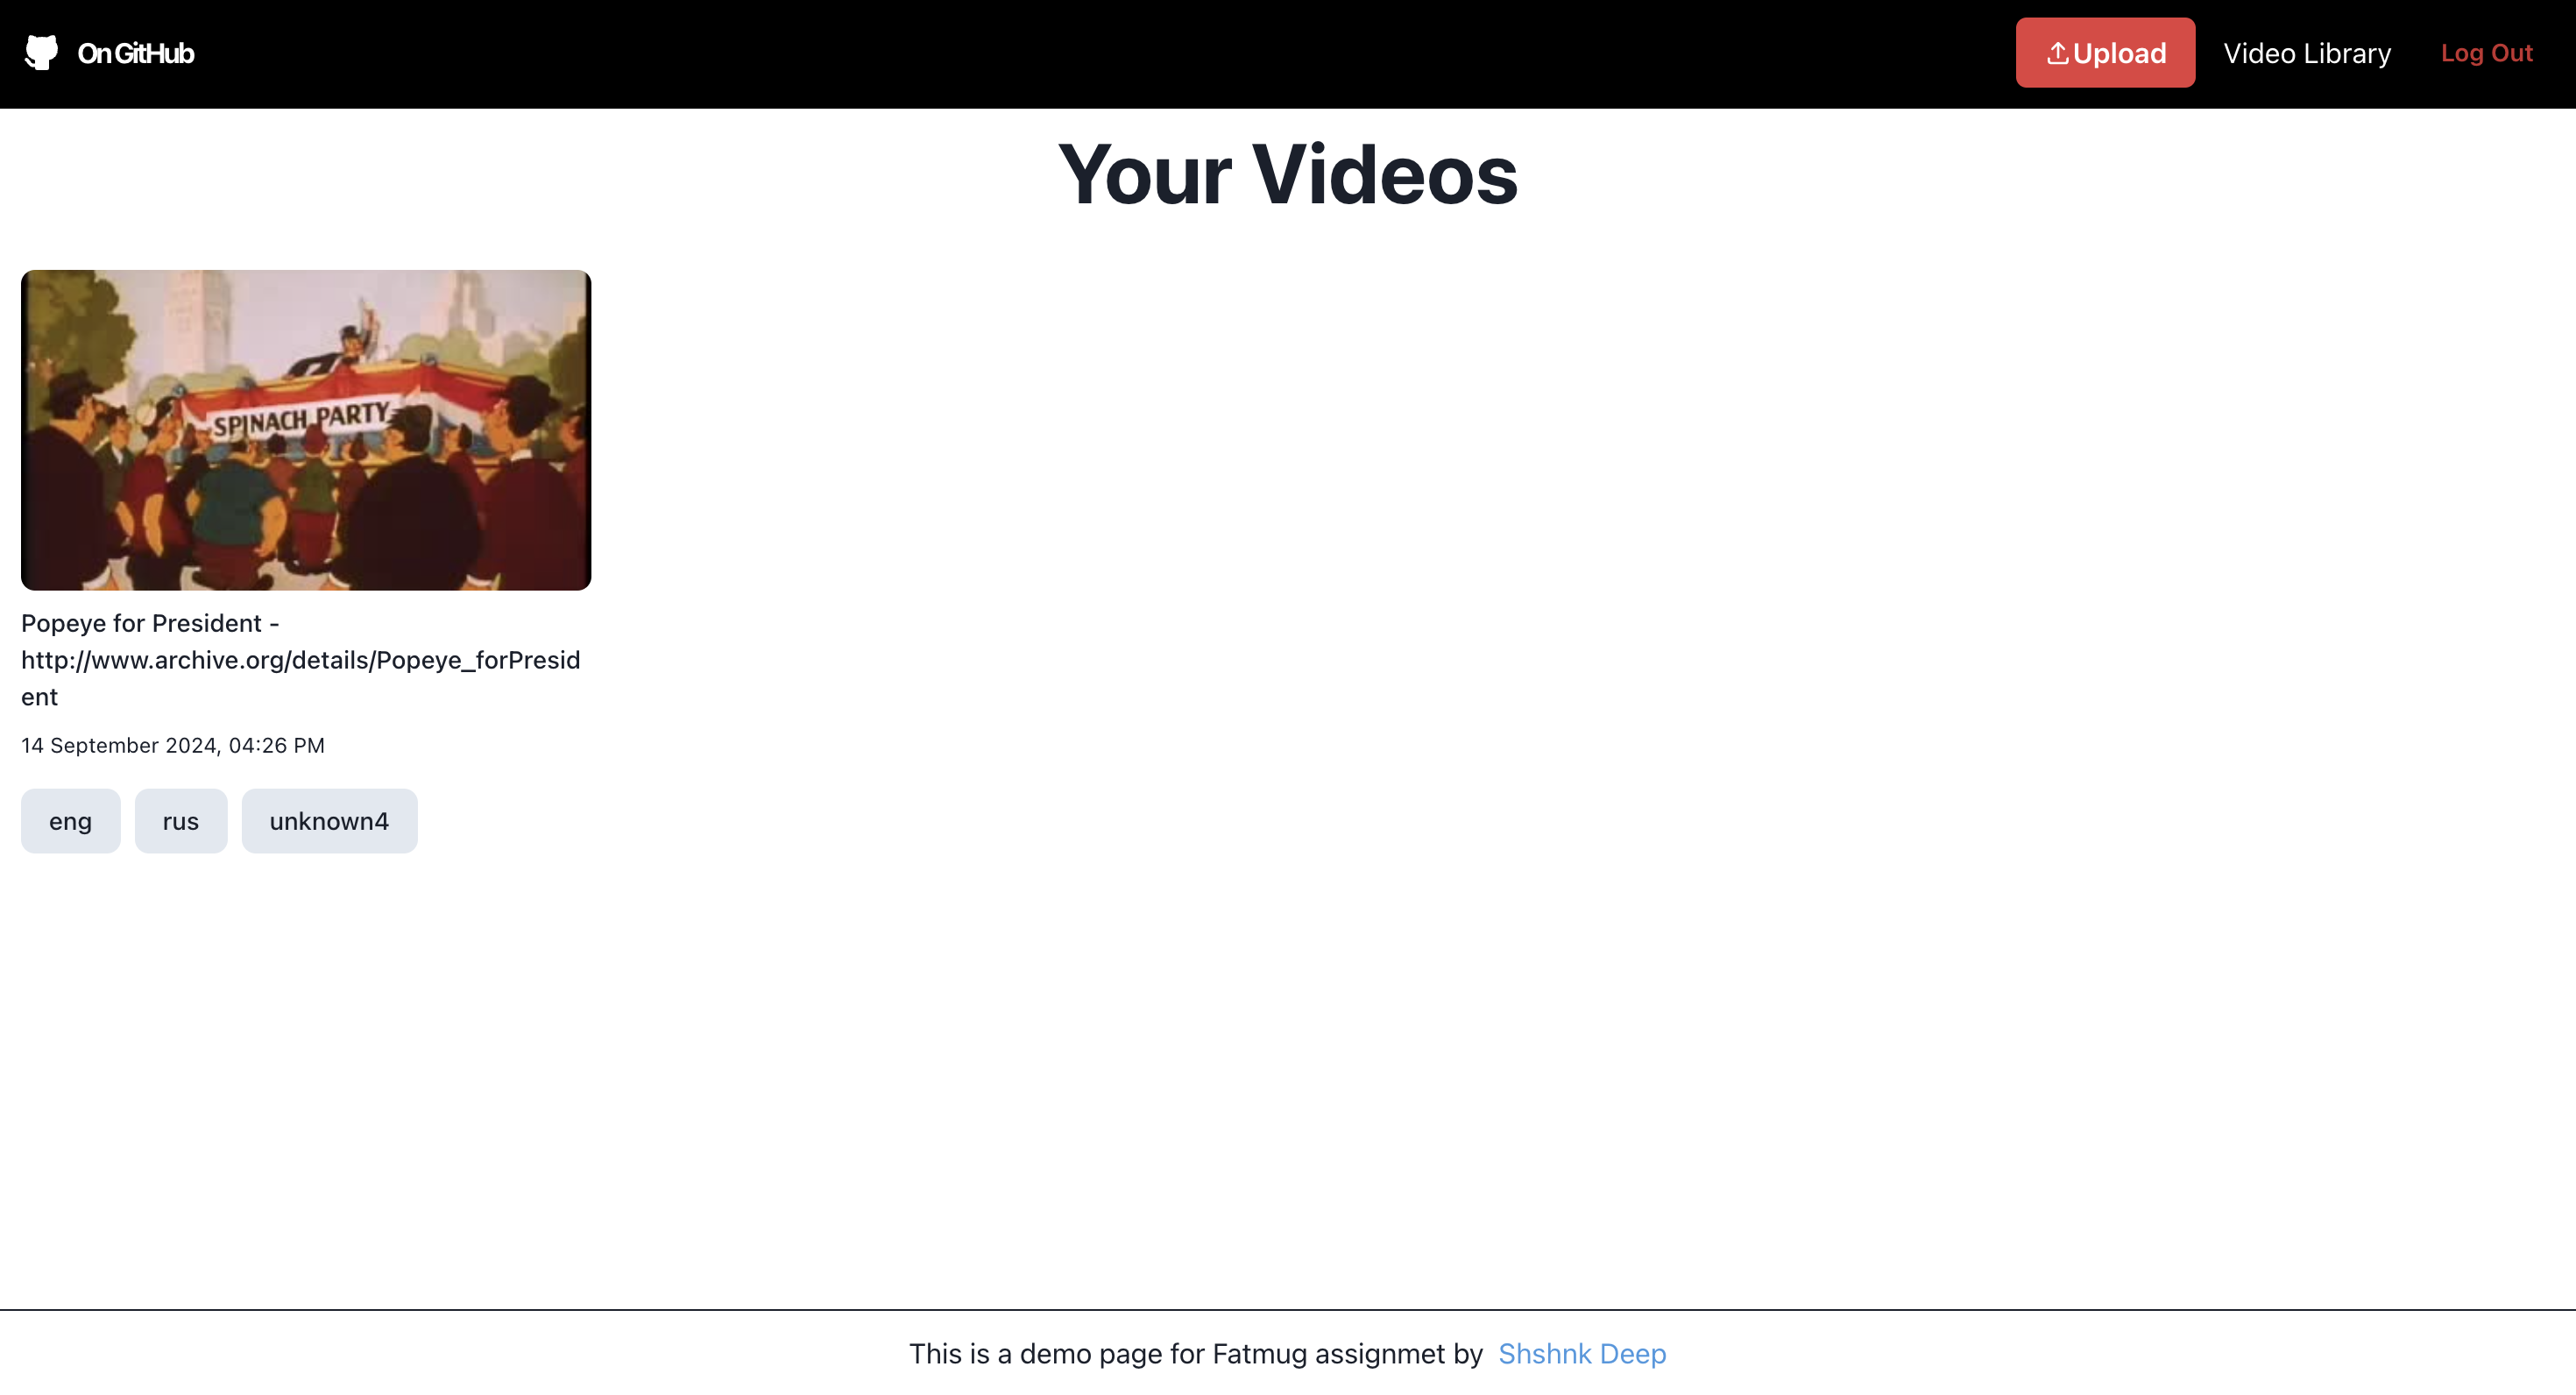 On GitHub
Upload
Video Library
Log Out
Your Videos
SPINACH PARTY
Popeye for President -
http://www.archive.org/details/Popeye_forPresid
ent
14 September 2024, 04:26 PM
eng
rus
unknown4
This is a demo page for Fatmug assignmet by Shshnk Deep